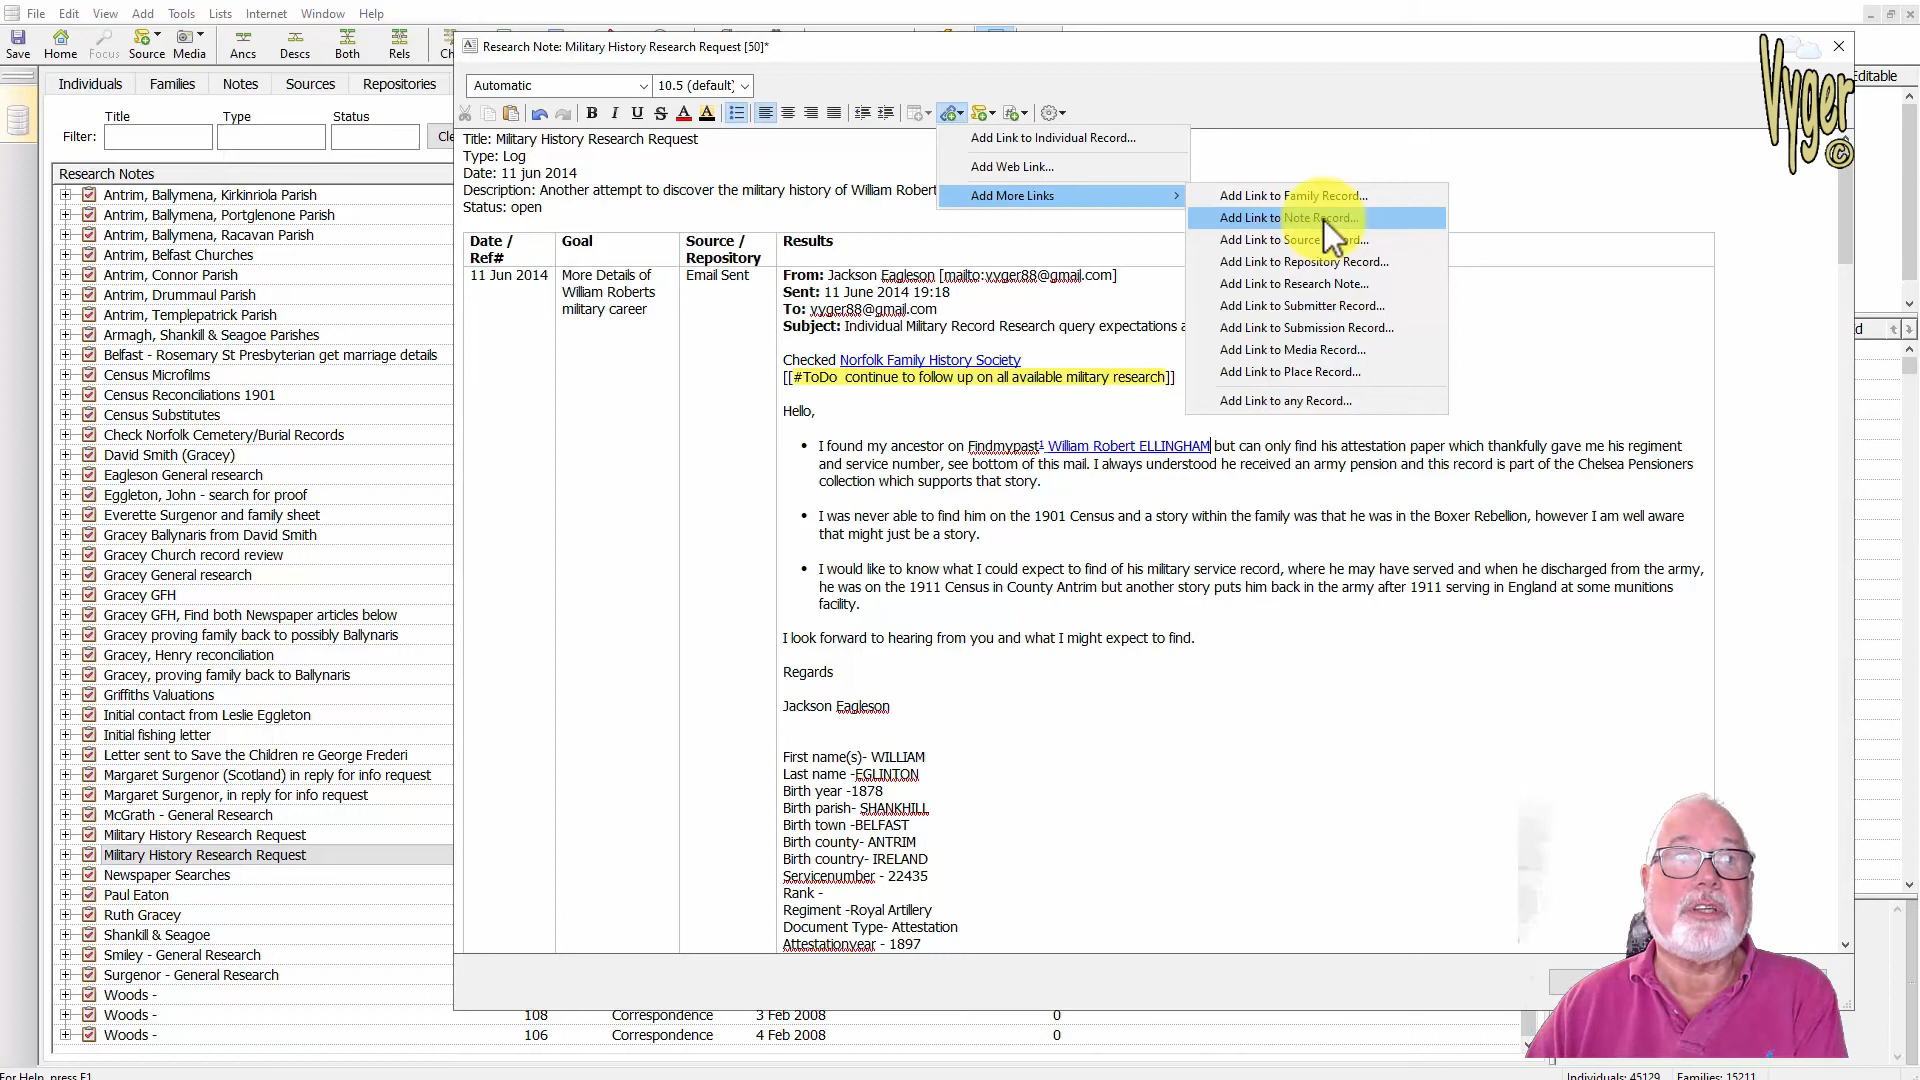 File Edit View Add Tools Lists Internet Window Help
Save Home Focus Source Media Ancs Descs Both Rels
Research Note: Military History Research Request [50]*
Vyger ©
Editable
Individuals Families Notes Sources Repositories
Automatic 10.5 (default)
Title Type Status
Filter:
Research Notes
Antrim, Ballymena, Kirkinriola Parish
Antrim, Ballymena, Portglenone Parish
Antrim, Ballymena, Racavan Parish
Antrim, Belfast Churches
Antrim, Connor Parish
Antrim, Drummaul Parish
Antrim, Templepatrick Parish
Armagh, Shankill & Seagoe Parishes
Belfast - Rosemary St Presbyterian get marriage details
Census Microfilms
Census Reconciliations 1901
Census Substitutes
Check Norfolk Cemetery/Burial Records
David Smith (Gracey)
Eagleson General research
Eggleton, John - search for proof
Everette Surgenor and family sheet
Gracey Ballynaris from David Smith
Gracey Church record review
Gracey General research
Gracey GFH
Gracey GFH, Find both Newspaper articles below
Gracey proving family back to possibly Ballynaris
Gracey, Henry reconciliation
Gracey, proving family back to Ballynaris
Griffiths Valuations
Initial contact from Leslie Eggleton
Initial fishing letter
Letter sent to Save the Children re George Frederi
Margaret Surgenor (Scotland) in reply for info request
Margaret Surgenor, in reply for info request
McGrath - General Research
Military History Research Request
Military History Research Request
Newspaper Searches
Paul Eaton
Ruth Gracey
Shankill & Seagoe
Smiley - General Research
Surgenor - General Research
Woods -
Woods - 108 Correspondence 3 Feb 2008 0
Woods - 106 Correspondence 4 Feb 2008 0
Title: Military History Research Request
Type: Log
Date: 11 jun 2014
Description: Another attempt to discover the military history of William Robert
Status: open
Add Link to Individual Record...
Add Web Link...
Add More Links
Add Link to Family Record...
Add Link to Note Record...
Add Link to Source
Add Link to Repository Record...
Add Link to Research Note...
Add Link to Submitter Record...
Add Link to Submission Record...
Add Link to Media Record...
Add Link to Place Record...
Add Link to any Record...
Date / Ref# Goal Source / Repository Results
11 Jun 2014 More Details of William Roberts military career Email Sent
From: Jackson Eagleson [mailto:vyger88@gmail.com]
Sent: 11 June 2014 19:18
To: vyger88@gmail.com
Subject: Individual Military Record Research query expectations a
Checked Norfolk Family History Society
[[#ToDo continue to follow up on all available military research]]
Hello,
• I found my ancestor on Findmypast1 William Robert ELLINGHAM but can only find his attestation paper which thankfully gave me his regiment
and service number, see bottom of this mail. I always understood he received an army pension and this record is part of the Chelsea Pensioners
collection which supports that story.
• I was never able to find him on the 1901 Census and a story within the family was that he was in the Boxer Rebellion, however I am well aware
that might just be a story.
• I would like to know what I could expect to find of his military service record, where he may have served and when he discharged from the army,
he was on the 1911 Census in County Antrim but another story puts him back in the army after 1911 serving in England at some munitions
facility.
I look forward to hearing from you and what I might expect to find.
Regards
Jackson Eagleson
First name(s)- WILLIAM
Last name -EGLINTON
Birth year -1878
Birth parish- SHANKHILL
Birth town -BELFAST
Birth county- ANTRIM
Birth country- IRELAND
Servicenumber - 22435
Rank -
Regiment -Royal Artillery
Document Type- Attestation
Attestationyear - 1897
For Help, press F1
Individuals: 45129 Families: 15211